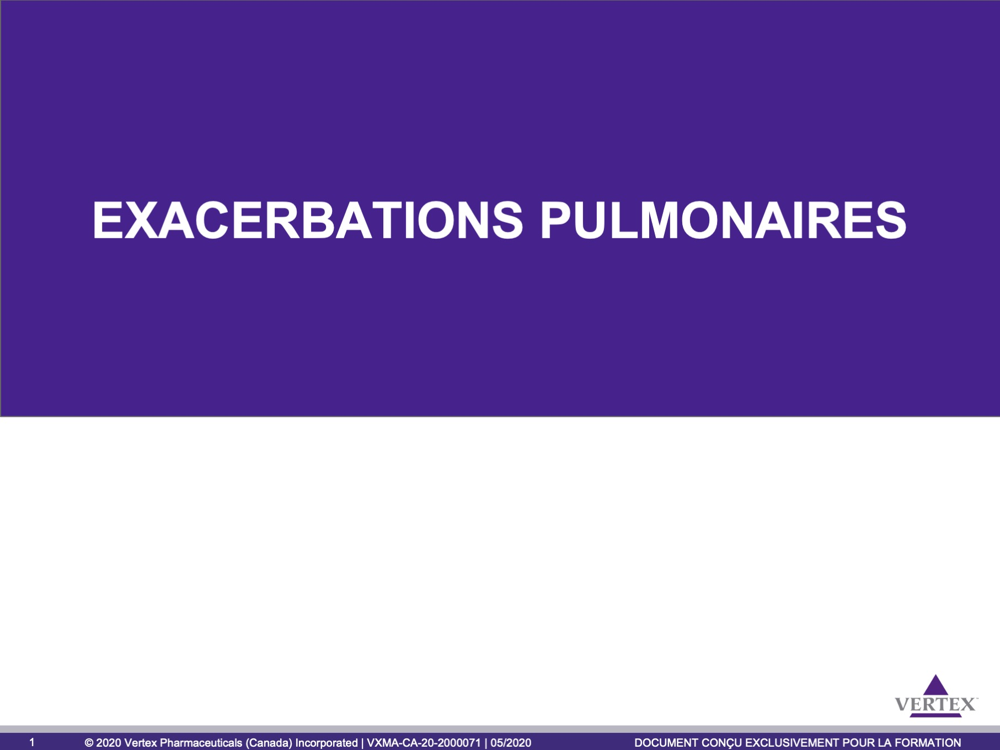 EXACERBATIONS PULMONAIRES
VERTEX™
1 © 2020 Vertex Pharmaceuticals (Canada) Incorporated | VXMA-CA-20-2000071 | 05/2020 DOCUMENT CONÇU EXCLUSIVEMENT POUR LA FORMATION